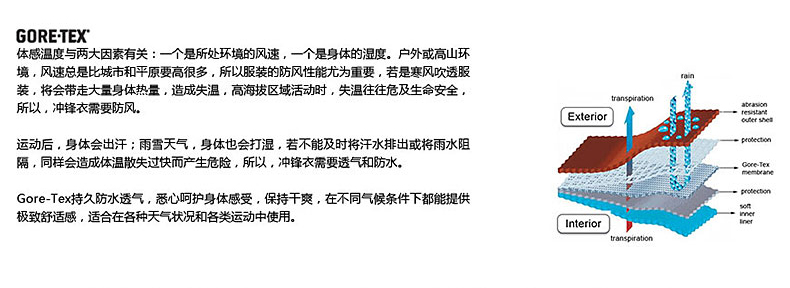 GORE-TEX®
体感温度与两大因素有关：一个是所处环境的风速，一个是身体的湿度。户外或高山环
境，风速总是比城市和平原要高很多，所以服装的防风性能尤为重要，若是寒风吹透服
装，将会带走大量身体热量，造成失温，高海拔区域活动时，失温往往危及生命安全，
所以，冲锋衣需要防风。
运动后，身体会出汗；雨雪天气，身体也会打湿，若不能及时将汗水排出或将雨水阻
隔，同样会造成体温散失过快而产生危险，所以，冲锋衣需要透气和防水。
Gore-Tex持久防水透气，悉心呵护身体感受，保持干爽，在不同气候条件下都能提供
极致舒适感，适合在各种天气状况和各类运动中使用。
rain
transpiration
Exterior
abrasion
resistant
outer shell
protection
Gore-Tex
membrane
protection
soft
inner
liner
Interior
transpiration